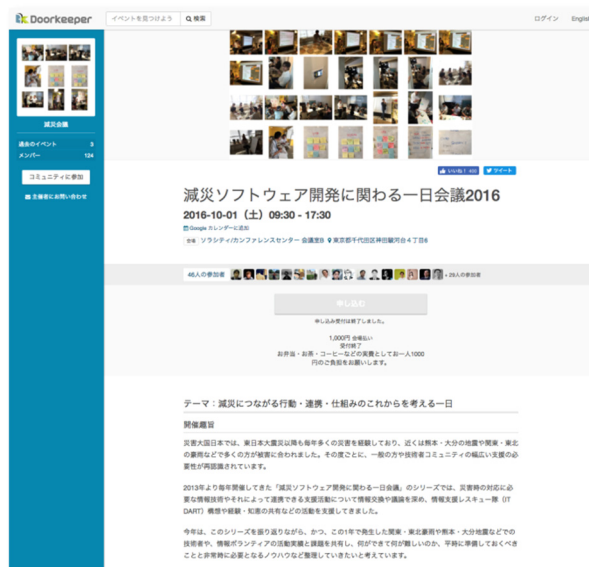 Doorkeeper
イベントを見つけよう
検索
ログイン
English
減災会議
過去のイベント 3
メンバー 124
コミュニティに参加
主催者にお問い合わせ
いいね!
ツイート
減災ソフトウェア開発に関わる一日会議2016
2016-10-01(土)09:30 - 17:30
Google カレンダーに追加
会場 ソラシティカンファレンスセンター 会議室B 東京都千代田区神田駿河台4丁目6
46人の参加者
+ 25人の参加者
申し込む
申し込み受付は終了しました。
1,000円 会場払い
受付終了
お弁当・お茶・コーヒーなどの実費としてお一人1000
円のご負担をお願いします。
テーマ:減災につながる行動・連携・仕組みのこれからを考える一日
開催趣旨
災害大国日本では、東日本大震災以降も毎年多くの災害を経験しており、近くは熊本・大分の地震や関東・東北
の豪雨などで多くの方が被害に合われました。その度ごとに、一般の方や技術者コミュニティの幅広い支援の必
要性が再認識されています。
2013年より毎年開催してきた「減災ソフトウェア開発に関わる一日会議」のシリーズでは、災害時の対応に必
要な情報技術やそれによって連携できる支援活動について情報交換や議論を深め、情報支援レスキュー隊(IT
DART)構想や経験・知恵の共有などの活動を支援してきました。
今年は、このシリーズを振り返りながら、かつ、この1年で発生した関東・東北豪雨や熊本・大分地震などでの
技術者や、情報ボランティアの活動実績と課題を共有し、何ができて何が難しいのか、平時に準備しておくべき
ことと非常時に必要となるノウハウなど整理していきたいと考えています。